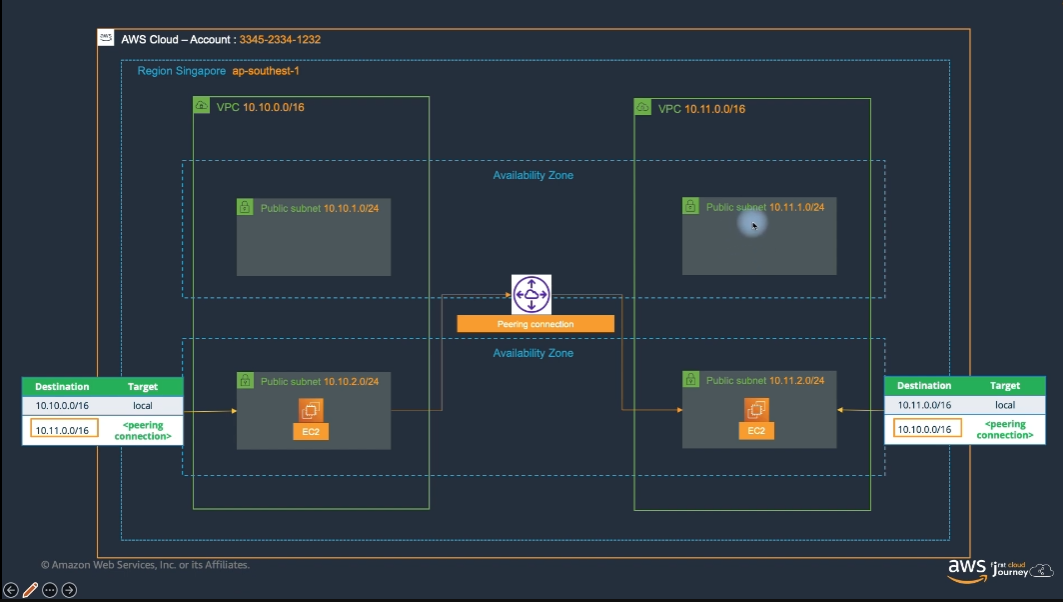 aws
AWS Cloud – Account : 3345-2334-1232
Region Singapore ap-southest-1
VPC 10.10.0.0/16
VPC 10.11.0.0/16
Availability Zone
Public subnet 10.10.1.0/24
Public subnet 10.11.1.0/24
Peering connection
Availability Zone
Public subnet 10.10.2.0/24
Public subnet 10.11.2.0/24
EC2
EC2
Destination Target
10.10.0.0/16 local
10.11.0.0/16 <peering
connection>
Destination Target
10.11.0.0/16 local
10.10.0.0/16 <peering
connection>
© Amazon Web Services, Inc. or its Affiliates.
aws first cloud
Journey